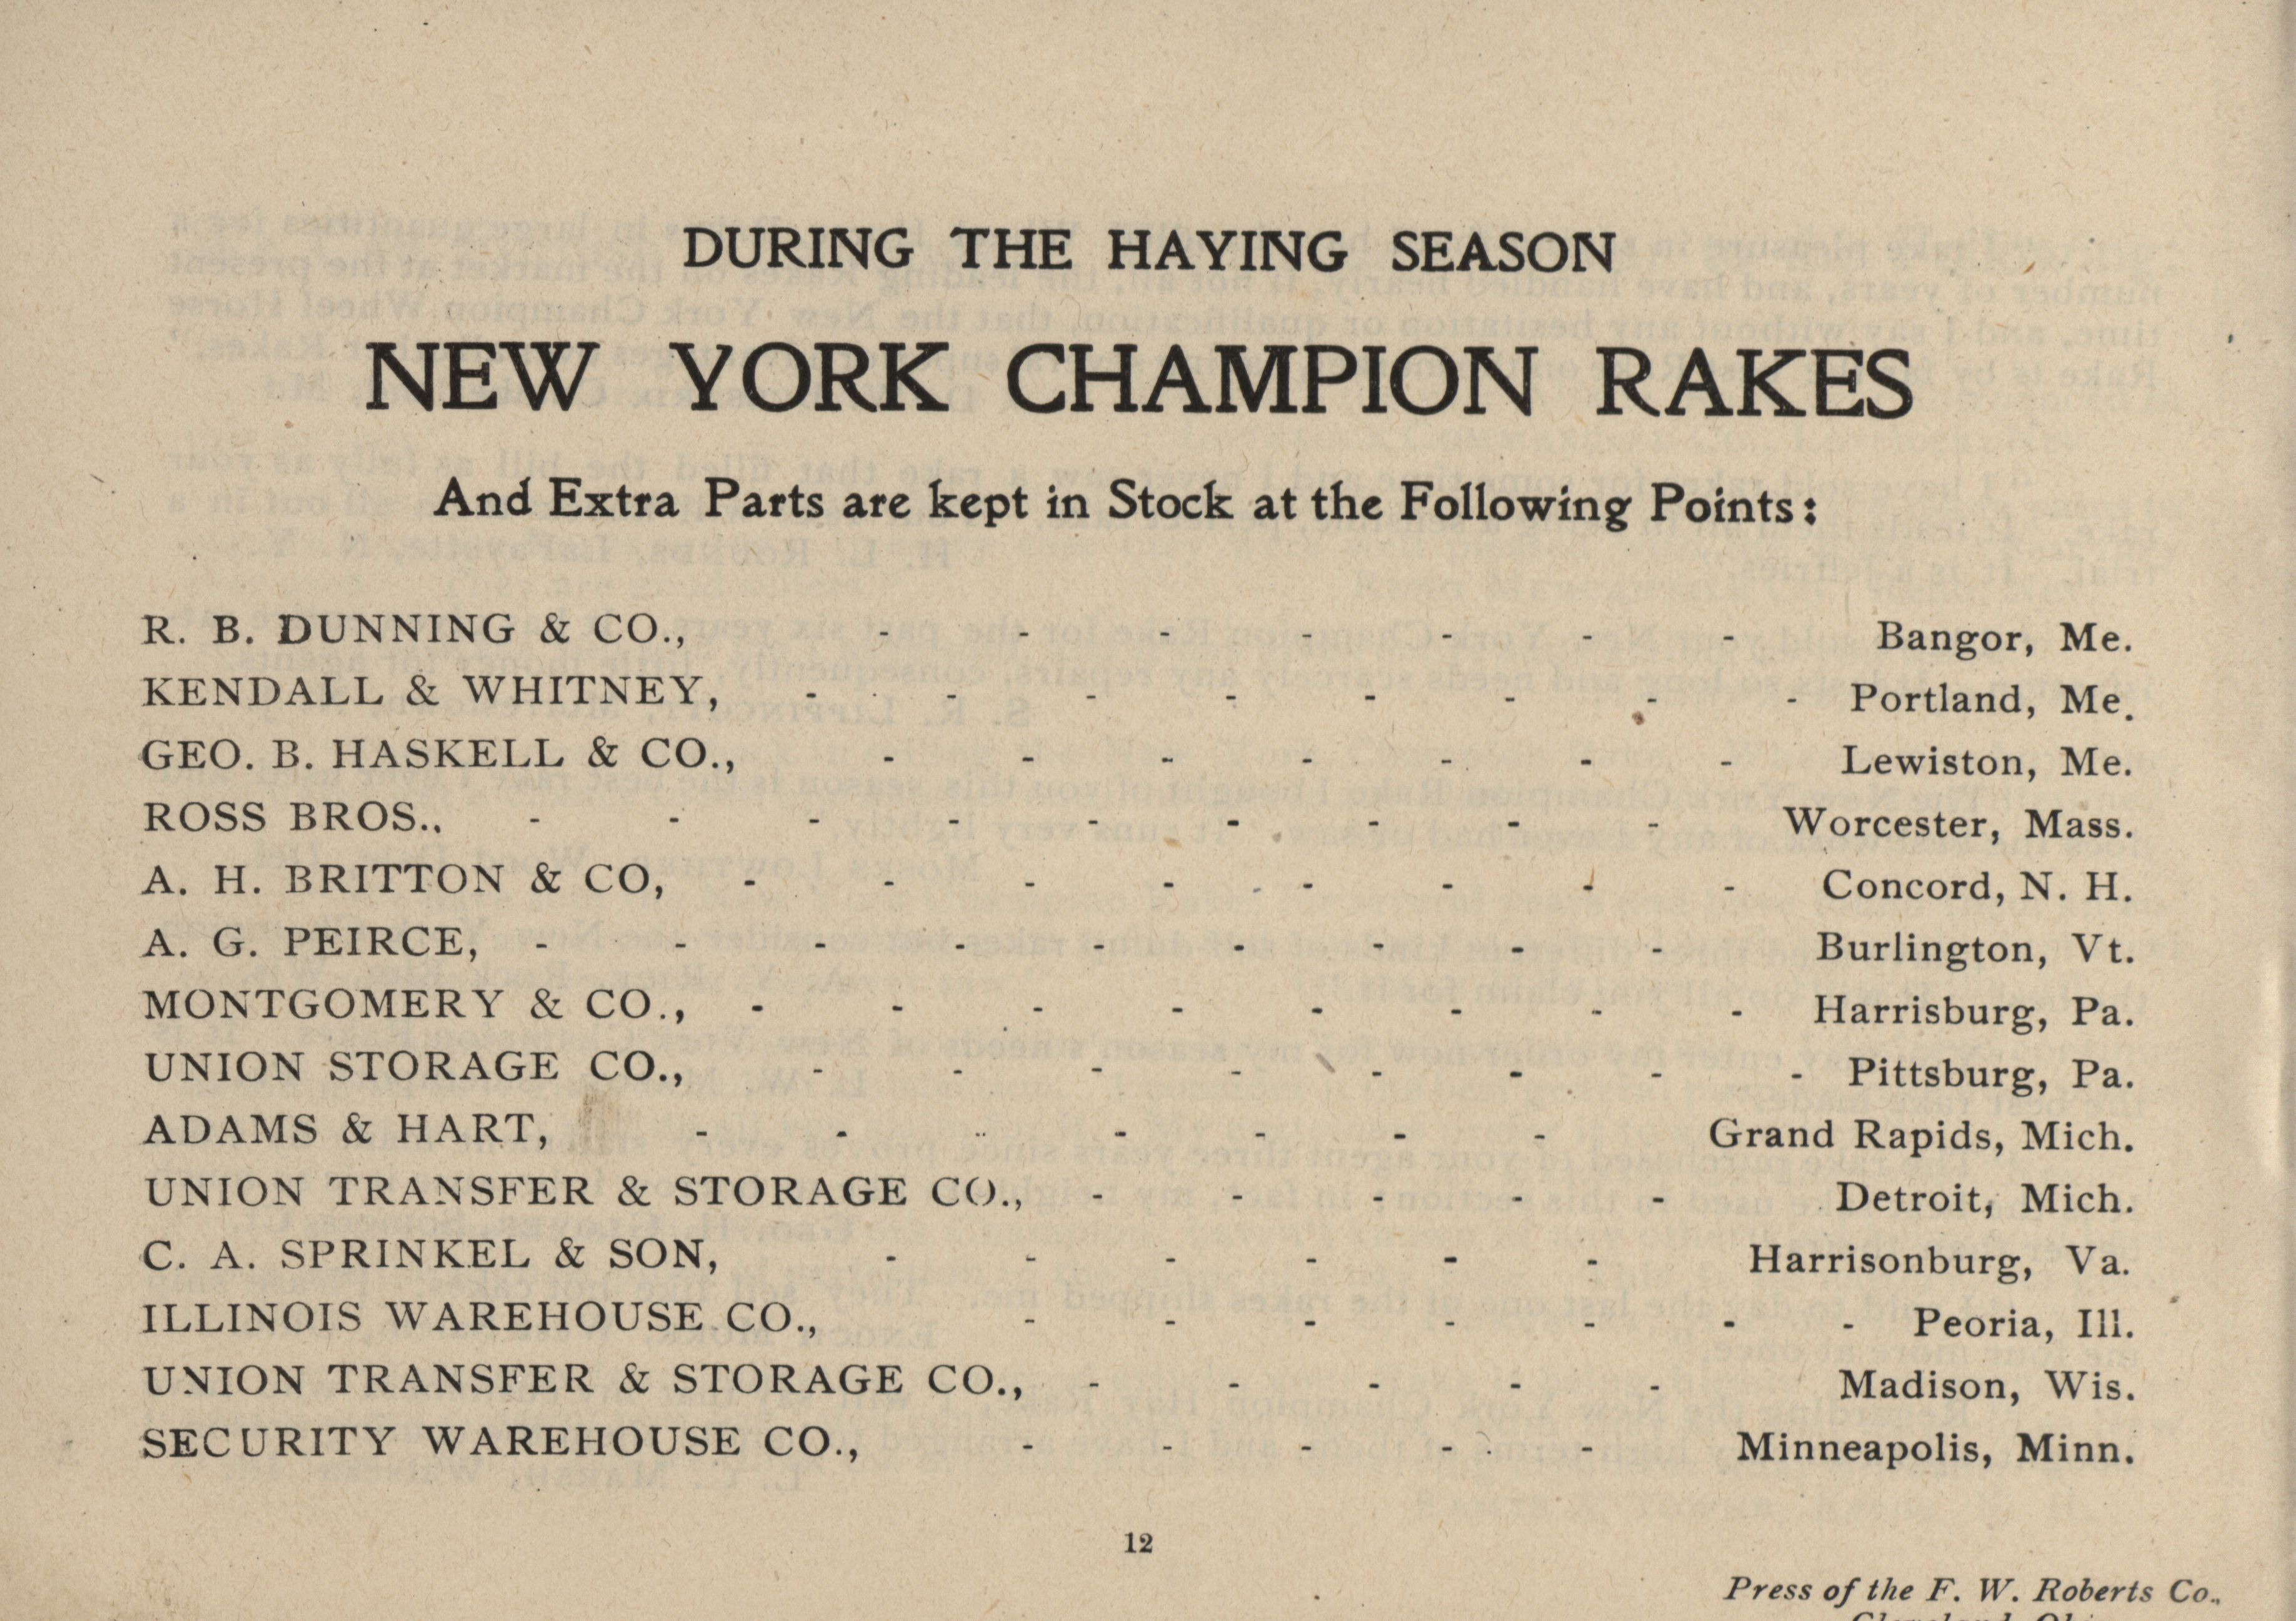 DURING THE HAYING SEASON
NEW YORK CHAMPION RAKES
And Extra Parts are kept in Stock at the Following Points:
R. B. DUNNING & CO., - - - - - - - Bangor, Me.
KENDALL & WHITNEY, - - - - - - - - Portland, Me.
GEO. B. HASKELL & CO., - - - - - - - Lewiston, Me.
ROSS BROS., - - - - - - - - - Worcester, Mass.
A. H. BRITTON & CO, - - - - - - - - Concord, N. H.
A. G. PEIRCE, - - - - - - - - - Burlington, Vt.
MONTGOMERY & CO., - - - - - - - - Harrisburg, Pa.
UNION STORAGE CO., - - - - - - - - Pittsburg, Pa.
ADAMS & HART, - - - - - - - Grand Rapids, Mich.
UNION TRANSFER & STORAGE CO., - - - - - Detroit, Mich.
C. A. SPRINKEL & SON, - - - - - - Harrisonburg, Va.
ILLINOIS WAREHOUSE CO., - - - - - - - Peoria, Ill.
UNION TRANSFER & STORAGE CO., - - - - - Madison, Wis.
SECURITY WAREHOUSE CO., - - - - - Minneapolis, Minn.
12
Press of the F. W. Roberts Co.,